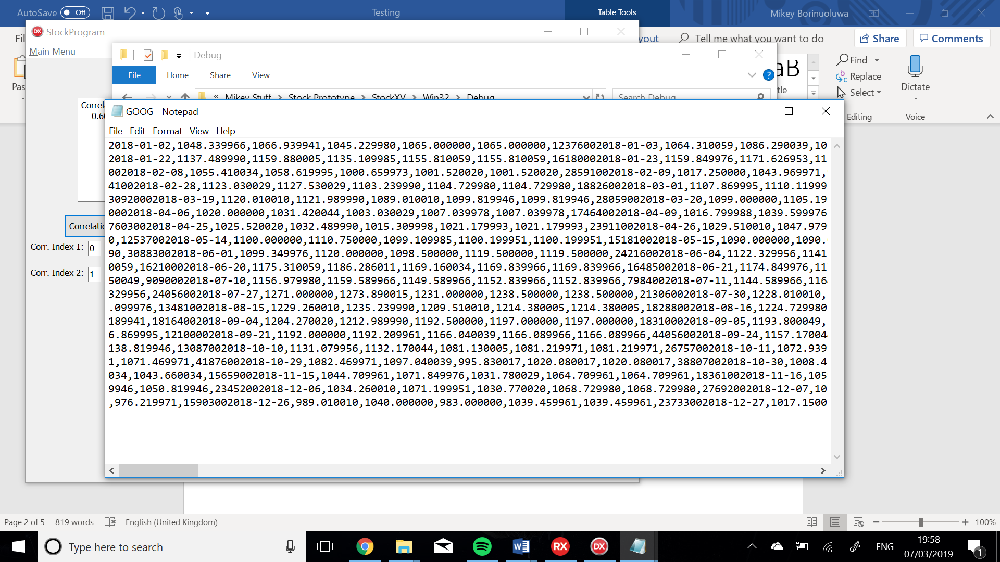 AutoSave Off Testing Table Tools Mikey Borinuoluwa
StockProgram
yout Tell me what you want to do Share Comments
Main Menu
Debug
File Home Share View
Find
Replace
Select
Editing
Dictate
Voice
« Mikey Stuff > Stock Prototype > StockXV > Win32 > Debug Search Debug
GOOG - Notepad
File Edit Format View Help
2018-01-02,1048.339966,1066.939941,1045.229980,1065.000000,1065.000000,12376002018-01-03,1064.310059,1086.290039,10
2018-01-22,1137.489990,1159.880005,1135.109985,1155.810059,1155.810059,16180002018-01-23,1159.849976,1171.626953,11
002018-02-08,1055.410034,1058.619995,1000.659973,1001.520020,1001.520020,28591002018-02-09,1017.250000,1043.969971,
41002018-02-28,1123.030029,1127.530029,1103.239990,1104.729980,1104.729980,18826002018-03-01,1107.869995,1110.11999
30920002018-03-19,1120.010010,1121.989990,1089.010010,1099.819946,1099.819946,28059002018-03-20,1099.000000,1105.19
0002018-04-06,1020.000000,1031.420044,1003.030029,1007.039978,1007.039978,17464002018-04-09,1016.799988,1039.599976
7603002018-04-25,1025.520020,1032.489990,1015.309998,1021.179993,1021.179993,23911002018-04-26,1029.510010,1047.979
0,12537002018-05-14,1100.000000,1110.750000,1099.109985,1100.199951,1100.199951,15181002018-05-15,1090.000000,1090.
90,30883002018-06-01,1099.349976,1120.000000,1098.500000,1119.500000,1119.500000,24216002018-06-04,1122.329956,1141
0059,16210002018-06-20,1175.310059,1186.286011,1169.160034,1169.839966,1169.839966,16485002018-06-21,1174.849976,11
50049,9090002018-07-10,1156.979980,1159.589966,1149.589966,1152.839966,1152.839966,7984002018-07-11,1144.589966,116
329956,24056002018-07-27,1271.000000,1273.890015,1231.000000,1238.500000,1238.500000,21306002018-07-30,1228.010010,
.099976,13481002018-08-15,1229.260010,1235.239990,1209.510010,1214.380005,1214.380005,18288002018-08-16,1224.729980
189941,18164002018-09-04,1204.270020,1212.989990,1192.500000,1197.000000,1197.000000,18310002018-09-05,1193.800049,
6.869995,12100002018-09-21,1192.000000,1192.209961,1166.040039,1166.089966,1166.089966,44056002018-09-24,1157.17004
138.819946,13087002018-10-10,1131.079956,1132.170044,1081.130005,1081.219971,1081.219971,26757002018-10-11,1072.939
1,1071.469971,41876002018-10-29,1082.469971,1097.040039,995.830017,1020.080017,1020.080017,38807002018-10-30,1008.4
034,1043.660034,15659002018-11-15,1044.709961,1071.849976,1031.780029,1064.709961,1064.709961,18361002018-11-16,105
9946,1050.819946,23452002018-12-06,1034.260010,1071.199951,1030.770020,1068.729980,1068.729980,27692002018-12-07,10
,976.219971,15903002018-12-26,989.010010,1040.000000,983.000000,1039.459961,1039.459961,23733002018-12-27,1017.1500
Corr. Index 1: 0
Corr. Index 2: 1
Page 2 of 5 819 words English (United Kingdom) 100%
Type here to search
RX DX ENG 19:58
07/03/2019
1